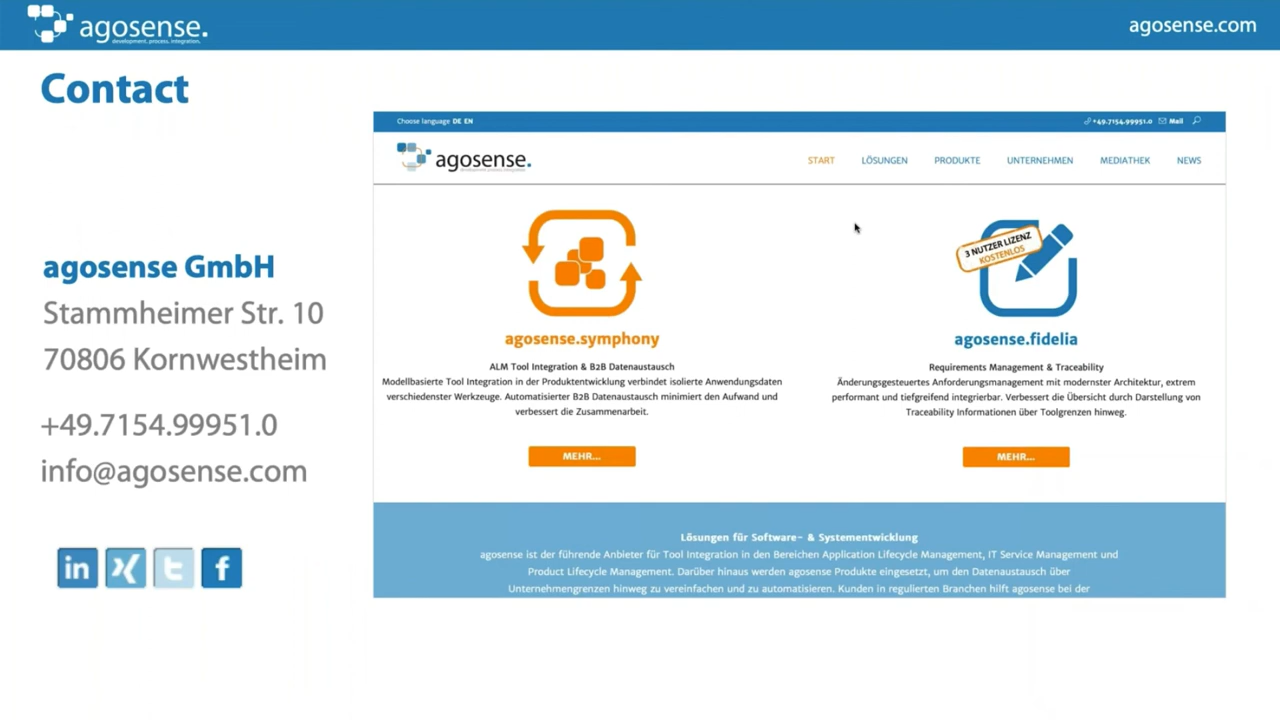 agosense.
development. process. integration.
agosense.com
Contact
agosense GmbH
Stammheimer Str. 10
70806 Kornwestheim
+49.7154.99951.0
info@agosense.com
in f
Choose language DE EN
+49.7154.99951.0 Mail
agosense.
START LÖSUNGEN PRODUKTE UNTERNEHMEN MEDIATHEK NEWS
agosense.symphony
ALM Tool Integration & B2B Datenaustausch
Modellbasierte Tool Integration in der Produktentwicklung verbindet isolierte Anwendungsdaten
verschiedenster Werkzeuge. Automatisierter B2B Datenaustausch minimiert den Aufwand und
verbessert die Zusammenarbeit.
MEHR...
3 NUTZER LIZENZ
KOSTENLOS
agosense.fidelia
Requirements Management & Traceability
Änderungsgesteuertes Anforderungsmanagement mit modernster Architektur, extrem
performant und tiefgreifend integrierbar. Verbessert die Übersicht durch Darstellung von
Traceability Informationen über Toolgrenzen hinweg.
MEHR...
Lösungen für Software- & Systementwicklung
agosense ist der führende Anbieter für Tool Integration in den Bereichen Application Lifecycle Management, IT Service Management und
Product Lifecycle Management. Darüber hinaus werden agosense Produkte eingesetzt, um den Datenaustausch über
Unternehmensgrenzen hinweg zu vereinfachen und zu automatisieren. Kunden in regulierten Branchen hilft agosense bei der